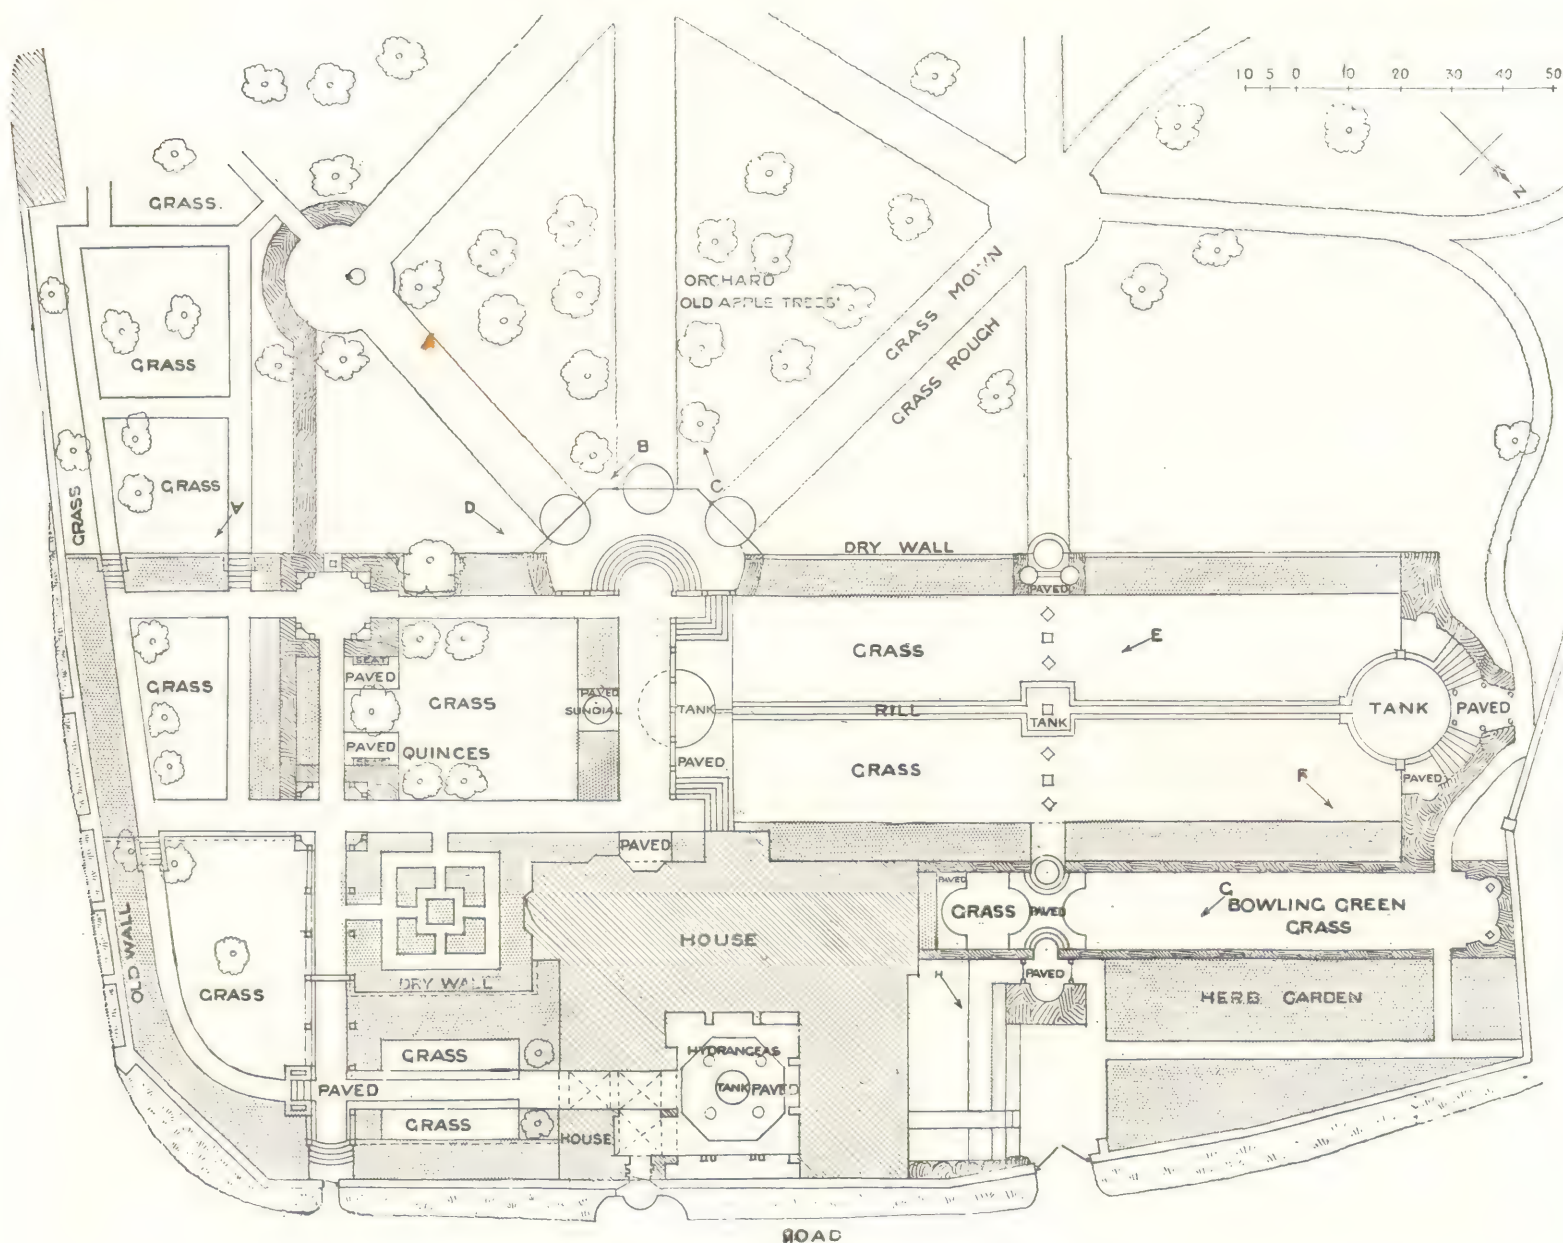 10 5 0 10 20 30 40 50
N
GRASS.
GRASS
ORCHARD
OLD APPLE TREES
GRASS MOWN
GRASS ROUGH
GRASS
GRASS
A
B
C
D
DRY WALL
PAVED
GRASS
SEAT
PAVED
GRASS
PAVED
SUNDIAL
TANK
PAVED
QUINCES
PAVED
GRASS
E
RILL
TANK
GRASS
F
TANK
PAVED
PAVED
PAVED
OLD WALL
GRASS
DRY WALL
HOUSE
PAVED
GRASS
PAVED
G
BOWLING GREEN
GRASS
H
PAVED
HERB GARDEN
GRASS
PAVED
GRASS
HOUSE
HYDRANGEAS
TANK
PAVED
ROAD